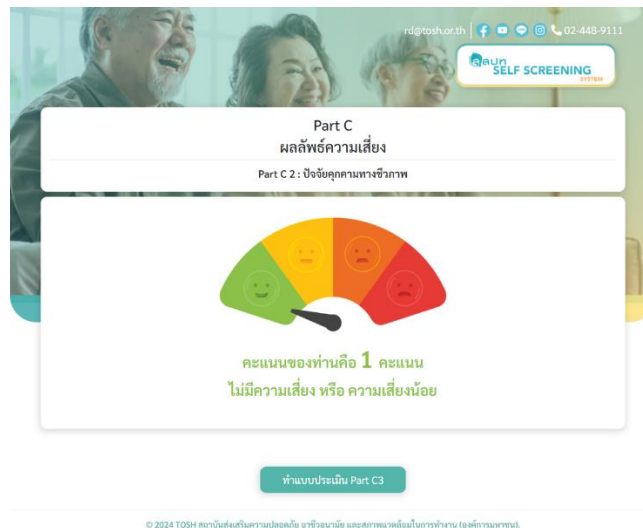 rd@tosh.or.th 02-448-9111
สสปท
SELF SCREENING
SYSTEM
Part C
ผลลัพธ์ความเสี่ยง
Part C 2 : ปัจจัยคุกคามทางชีวภาพ
คะแนนของท่านคือ 1 คะแนน
ไม่มีความเสี่ยง หรือ ความเสี่ยงน้อย
ทำแบบประเมิน Part C3
© 2024 TOSH สถาบันส่งเสริมความปลอดภัย อาชีวอนามัย และสภาพแวดล้อมในการทำงาน (องค์การมหาชน).